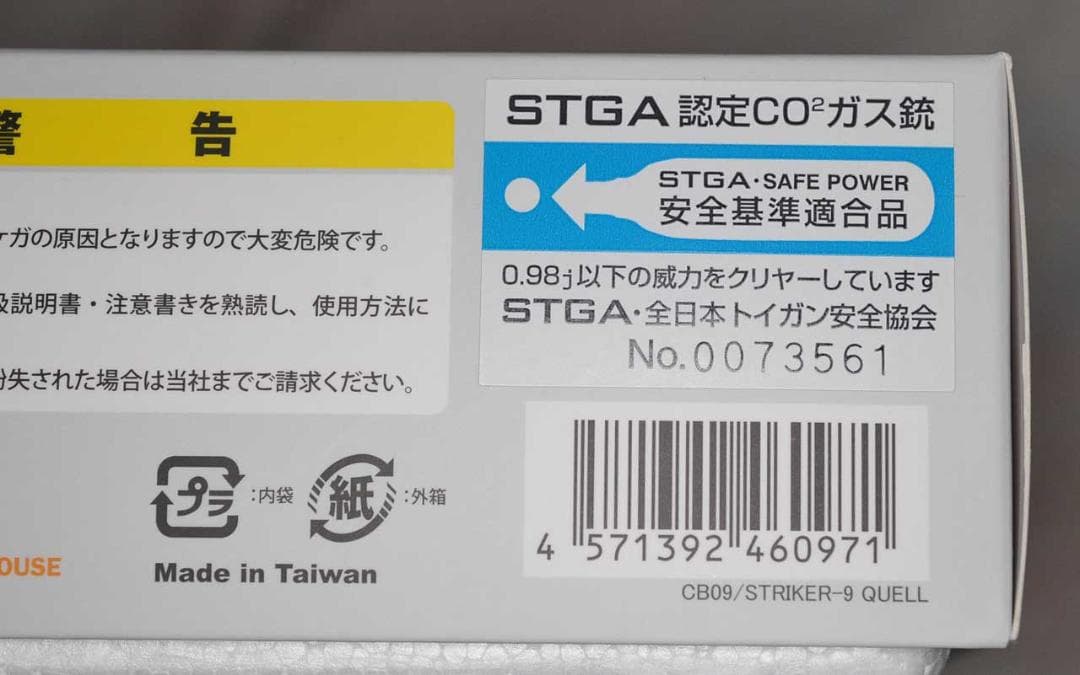 警 告
ケガの原因となりますので大変危険です。
説明書・注意書きを熟読し、使用方法に
紛失された場合は当社までご請求ください。
プラ :内袋 紙 :外箱
OUSE
Made in Taiwan
STGA 認定CO²ガス銃
STGA・SAFE POWER
安全基準適合品
0.98j以下の威力をクリヤーしています
STGA・全日本トイガン安全協会
No.0073561
4 571392 460971
CB09/STRIKER-9 QUELL